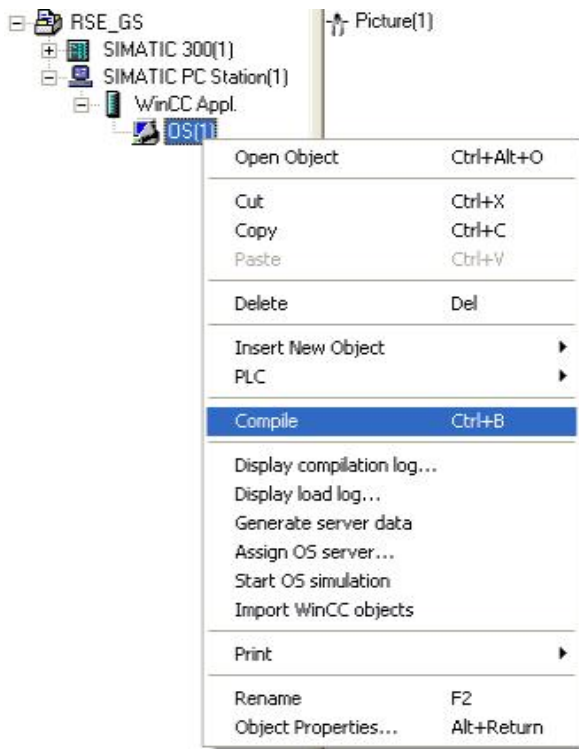 RSE_GS
Picture(1)
SIMATIC 300(1)
SIMATIC PC Station(1)
WinCC Appl.
OS(1)
Open Object Ctrl+Alt+O
Cut Ctrl+X
Copy Ctrl+C
Paste Ctrl+V
Delete Del
Insert New Object
PLC
Compile Ctrl+B
Display compilation log...
Display load log...
Generate server data
Assign OS server...
Start OS simulation
Import WinCC objects
Print
Rename F2
Object Properties... Alt+Return